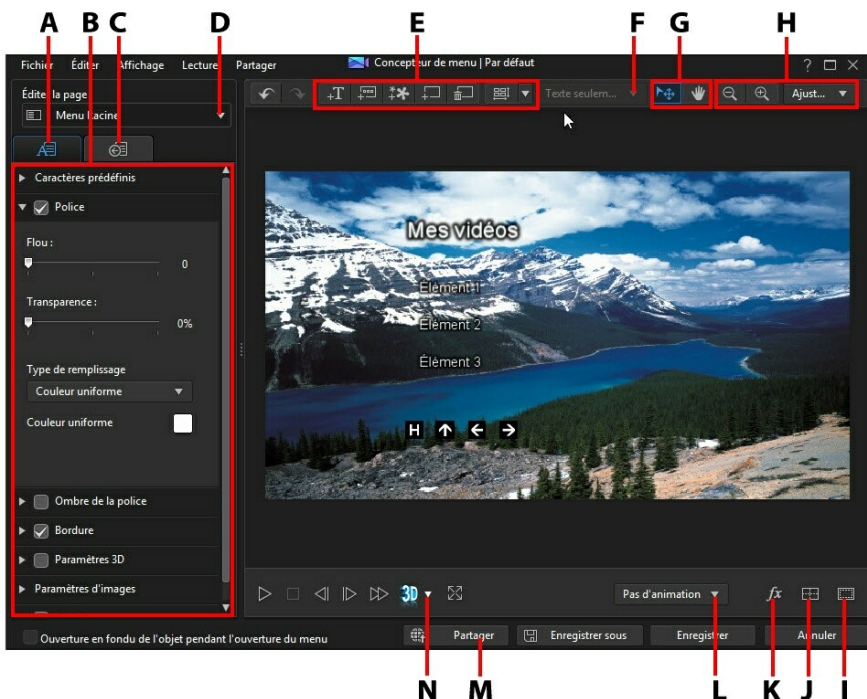 A B C D E F G H
Fichier Éditer Affichage Lecture Partager Concepteur de menu | Par défaut ?
Éditer la page
Menu Racine
T Texte seulem... Ajust...
A
Caractères prédéfinis
Police
Flou :
0
Transparence :
0%
Type de remplissage
Couleur uniforme
Couleur uniforme
Ombre de la police
Bordure
Paramètres 3D
Paramètres d'images
Mes vidéos
Élément 1
Élément 2
Élément 3
H
3D Pas d'animation fx
Ouverture en fondu de l'objet pendant l'ouverture du menu Partager Enregistrer sous Enregistrer Annuler
N M L K J I